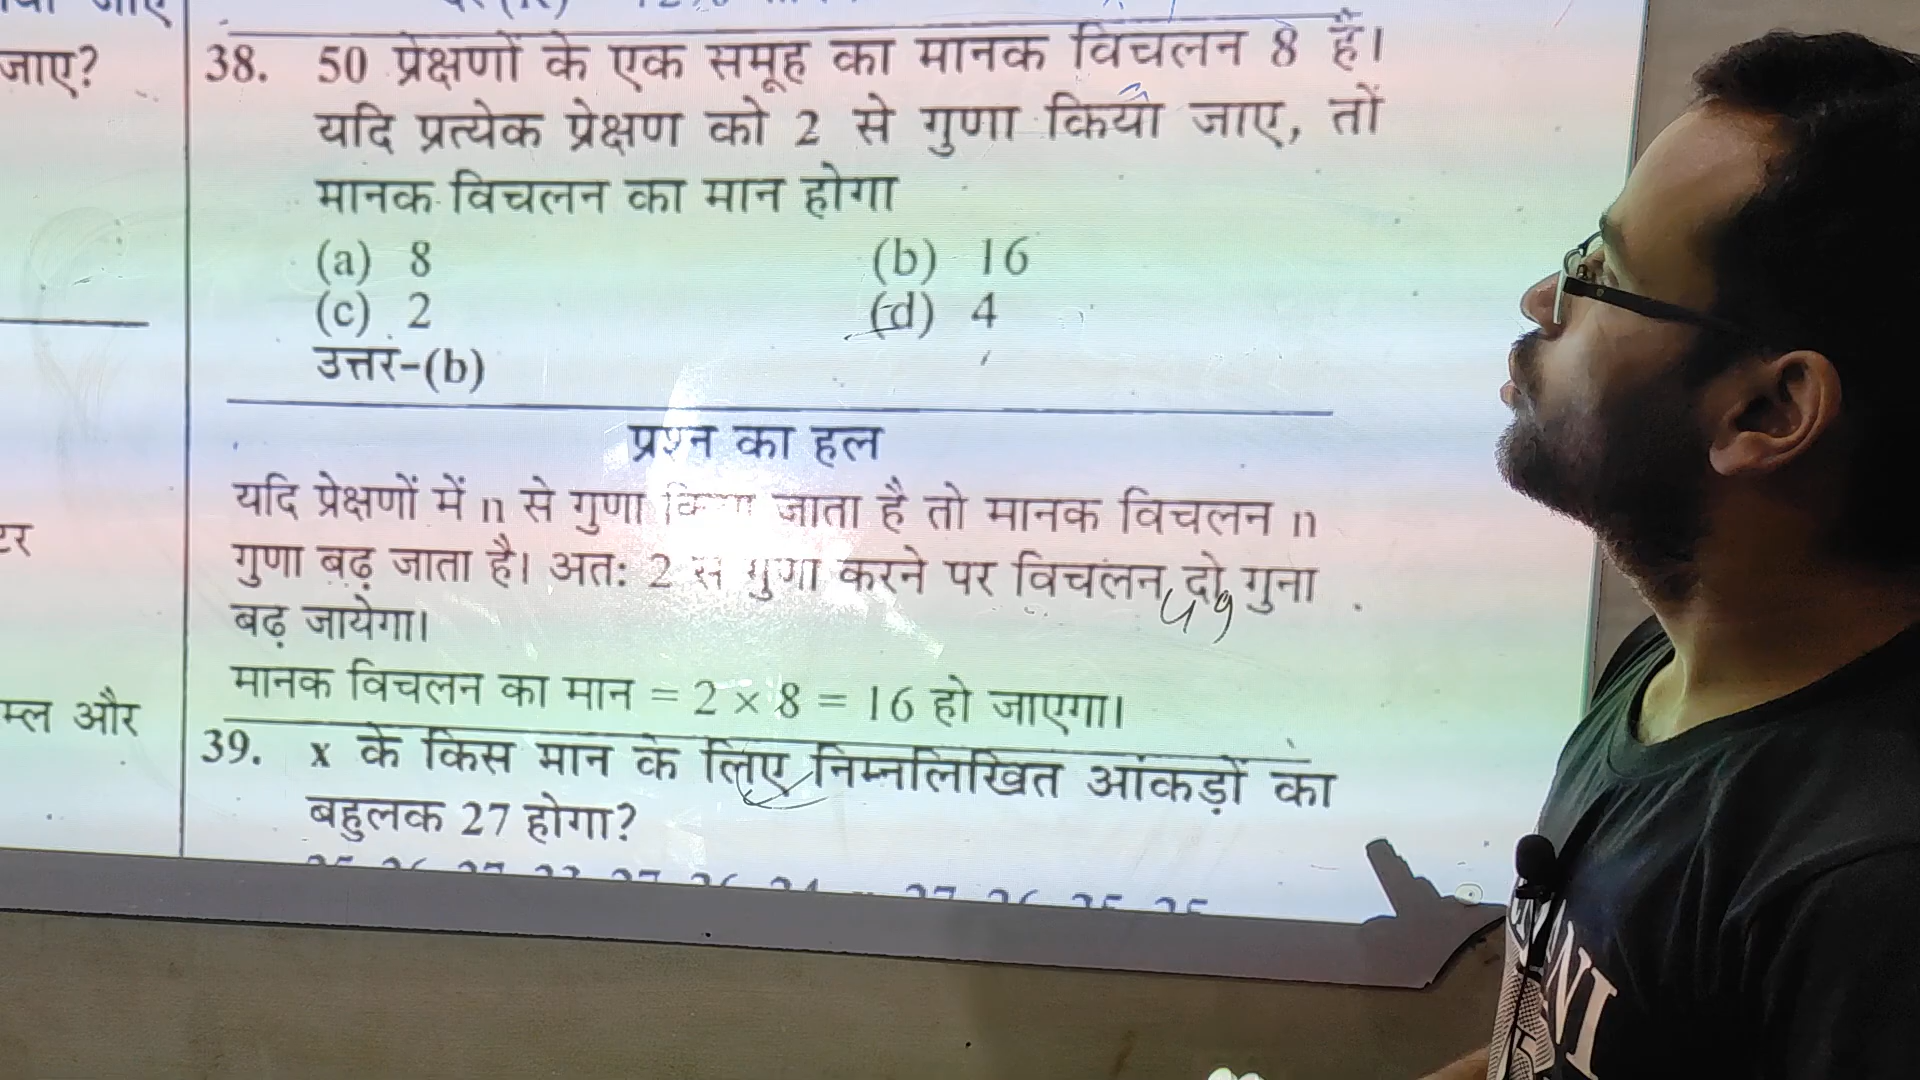 जाए?
टर
म्ल और
38. 50 प्रेक्षणों के एक समूह का मानक विचलन 8 है।
यदि प्रत्येक प्रेक्षण को 2 से गुणा किया जाए, तो
मानक विचलन का मान होगा
(a) 8 (b) 16
(c) 2 (d) 4
उत्तर-(b)
प्रश्न का हल
यदि प्रेक्षणों में n से गुणा किया जाता है तो मानक विचलन n
गुणा बढ़ जाता है। अत: 2 से गुणा करने पर विचलन दो गुना
बढ़ जायेगा।
मानक विचलन का मान = 2 × 8 = 16 हो जाएगा।
39. x के किस मान के लिए निम्नलिखित आंकड़ों का
बहुलक 27 होगा?